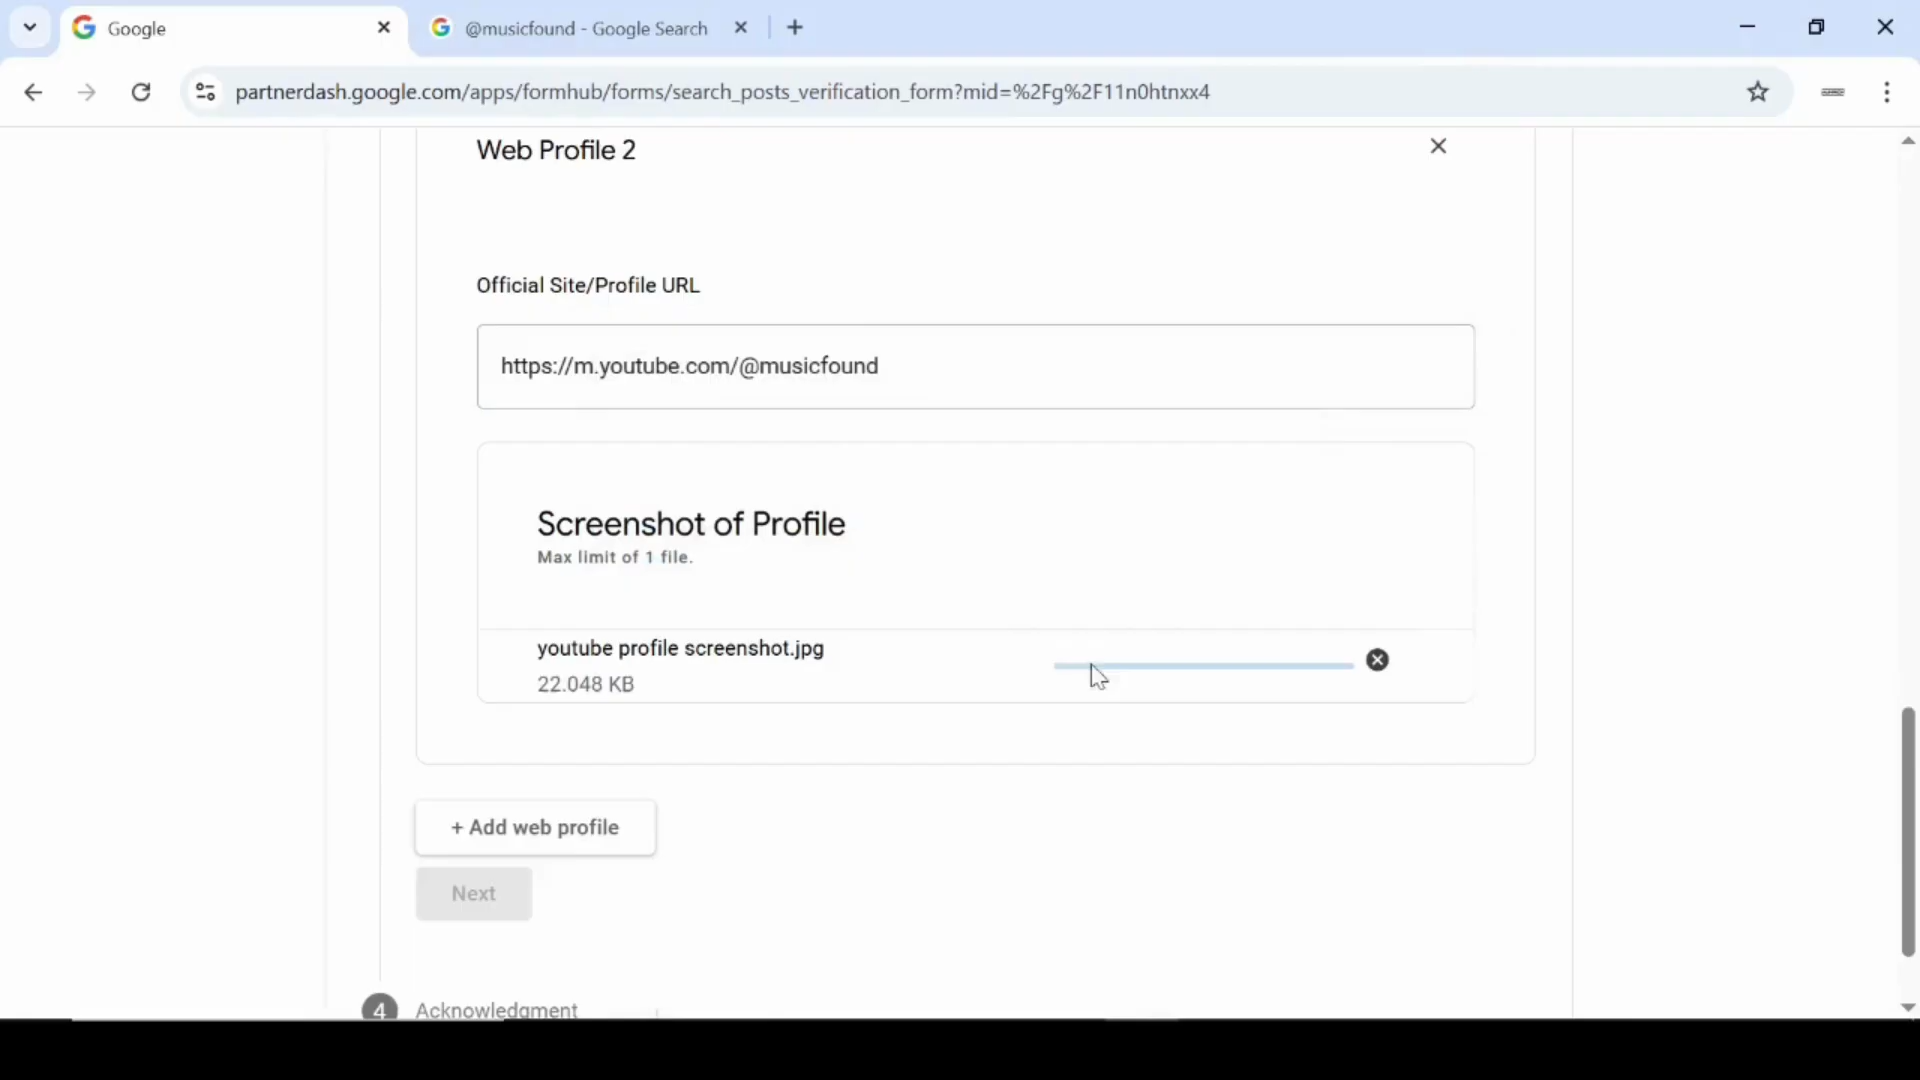 Google
@musicfound - Google Search
partnerdash.google.com/apps/formhub/forms/search_posts_verification_form?mid=%2Fg%2F11n0htnxx4
Web Profile 2
Official Site/Profile URL
https://m.youtube.com/@musicfound
Screenshot of Profile
Max limit of 1 file.
youtube profile screenshot.jpg
22.048 KB
+ Add web profile
Next
4 Acknowledgment